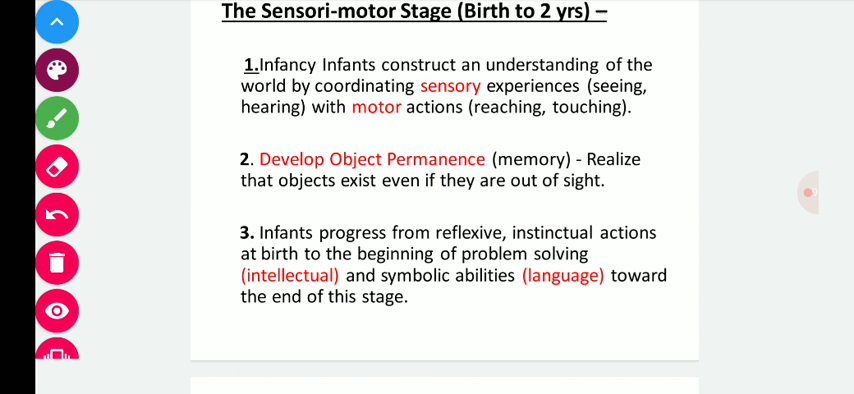 The Sensori-motor Stage (Birth to 2 yrs) –
1.Infancy Infants construct an understanding of the
world by coordinating sensory experiences (seeing,
hearing) with motor actions (reaching, touching).
2. Develop Object Permanence (memory) - Realize
that objects exist even if they are out of sight.
3. Infants progress from reflexive, instinctual actions
at birth to the beginning of problem solving
(intellectual) and symbolic abilities (language) toward
the end of this stage.